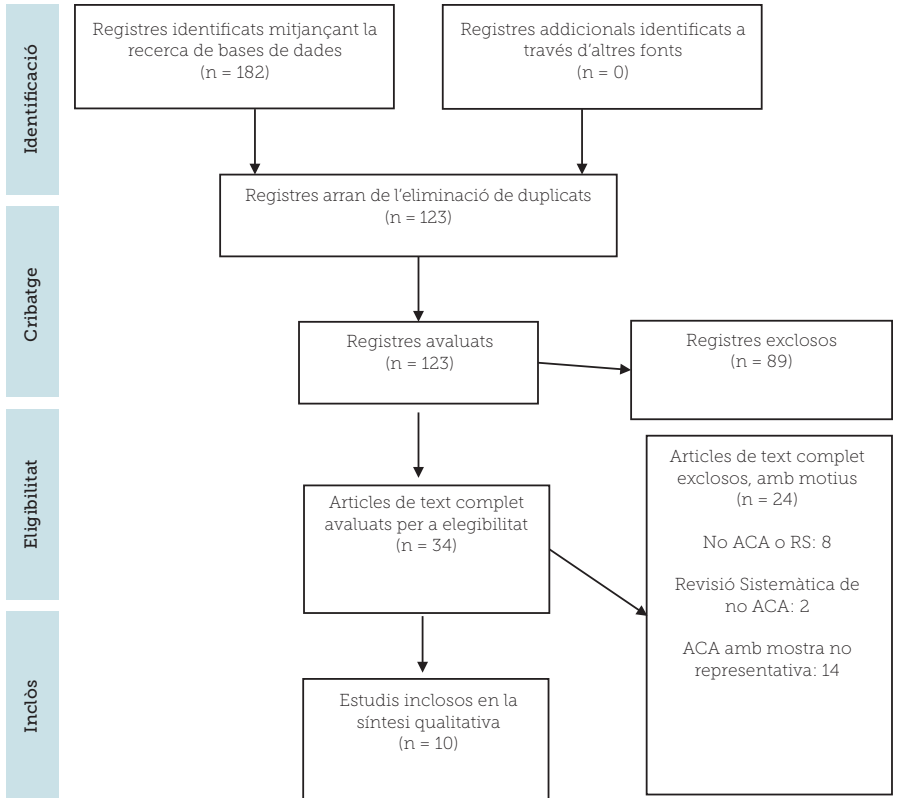 Identificació
Registres identificats mitjançant la
recerca de bases de dades
(n = 182)
Registres addicionals identificats a
través d’altres fonts
(n = 0)
Registres arran de l’eliminació de duplicats
(n = 123)
Cribatge
Registres avaluats
(n = 123)
Registres exclosos
(n = 89)
Eligibilitat
Articles de text complet
avaluats per a elegibilitat
(n = 34)
Articles de text complet
exclosos, amb motius
(n = 24)
No ACA o RS: 8
Revisió Sistemàtica de
no ACA: 2
ACA amb mostra no
representativa: 14
Inclòs
Estudis inclosos en la
síntesi qualitativa
(n = 10)